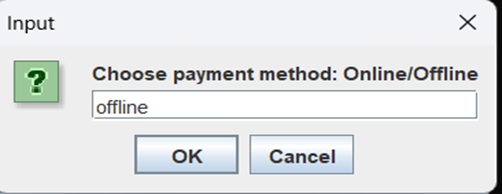 Input
Choose payment method: Online/Offline
offline
OK
Cancel